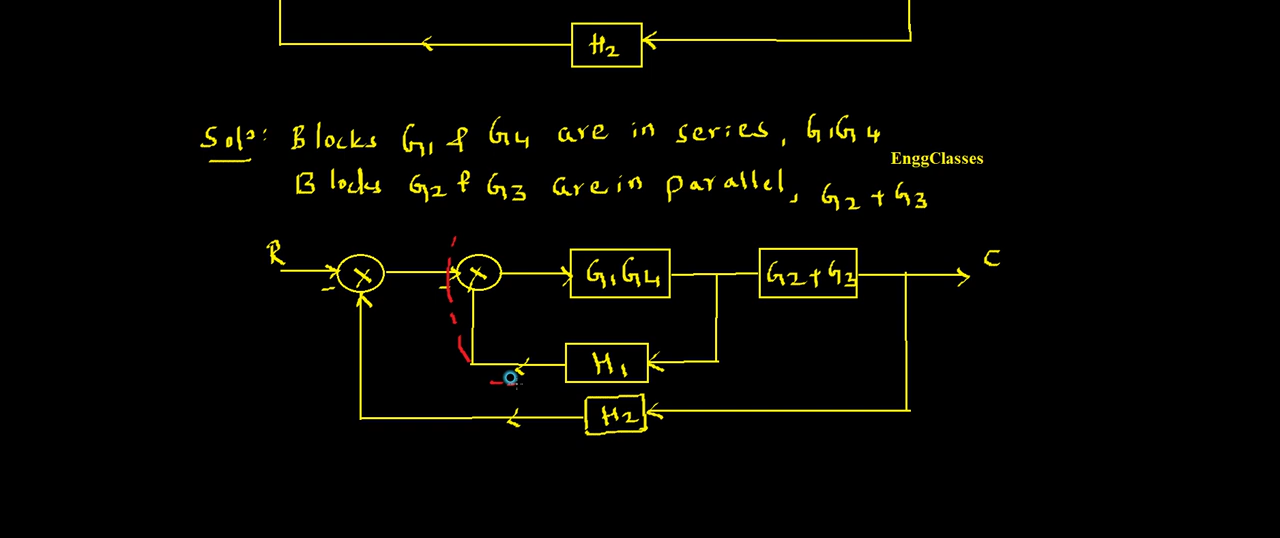 H2
Solⁿ: Blocks G1 & G4 are in series, G1G4
EnggClasses
Blocks G2 & G3 are in parallel, G2 + G3
R
C
G1G4
G2+G3
H1
H2